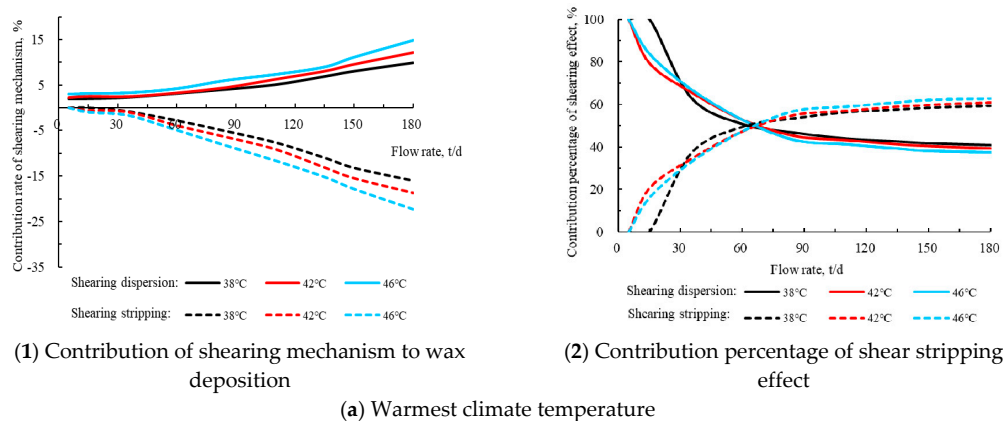 Contribution rate of shearing mechanism, %
15
5
-5
-15
-25
-35
0 30 60 90 120 150 180
Flow rate, t/d
Shearing dispersion: 38℃ 42℃ 46℃
Shearing stripping: 38℃ 42℃ 46℃
(1) Contribution of shearing mechanism to wax
deposition
Contribution percentage of shearing effect, %
100
80
60
40
20
0
0 30 60 90 120 150 180
Flow rate, t/d
Shearing dispersion: 38℃ 42℃ 46℃
Shearing stripping: 38℃ 42℃ 46℃
(2) Contribution percentage of shear stripping
effect
(a) Warmest climate temperature